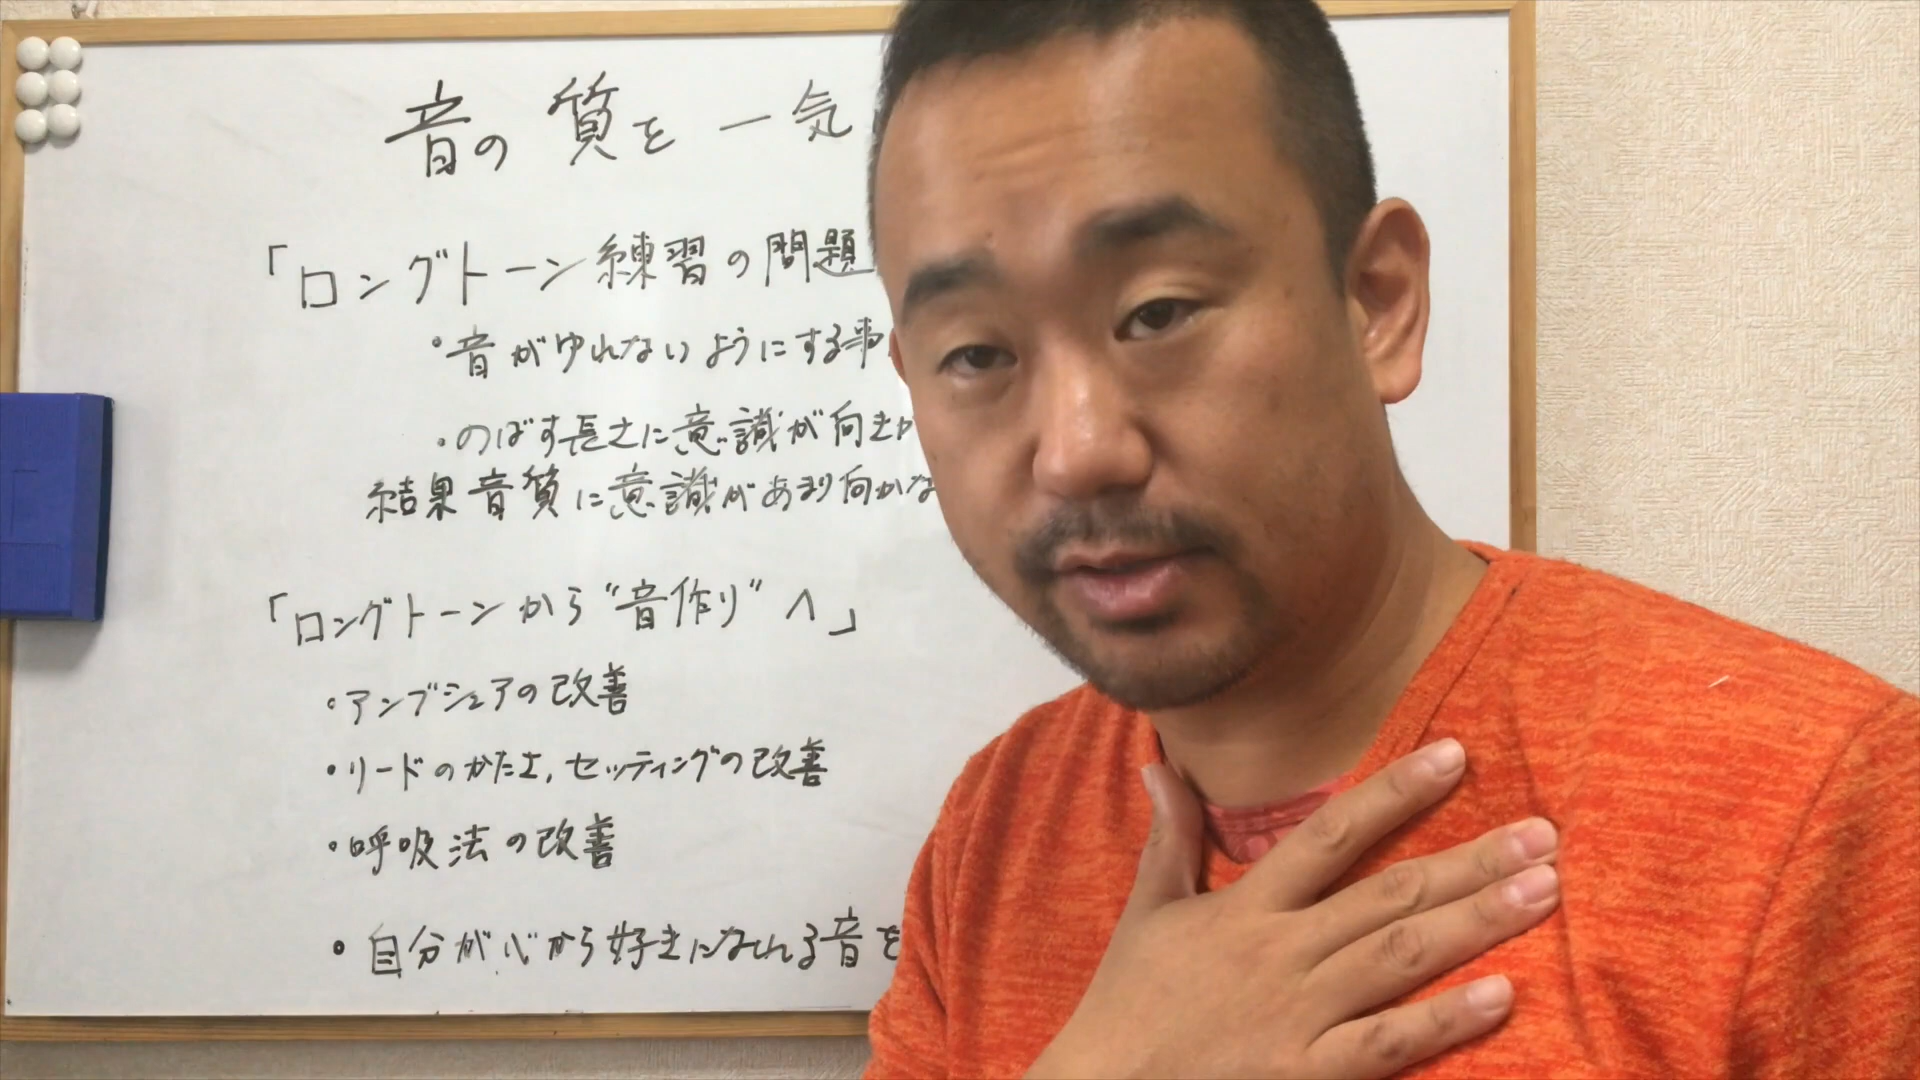 音の質を一気
「ロングトーン練習の問題
・音がゆれないようにする事
・のばす長さに意識が向きが
結果音質に意識があまり向かな
「ロングトーンから"音作り"へ」
・アンブシュアの改善
・リードのかたさ,セッティングの改善
・呼吸法の改善
・自分が心から好きになれる音を